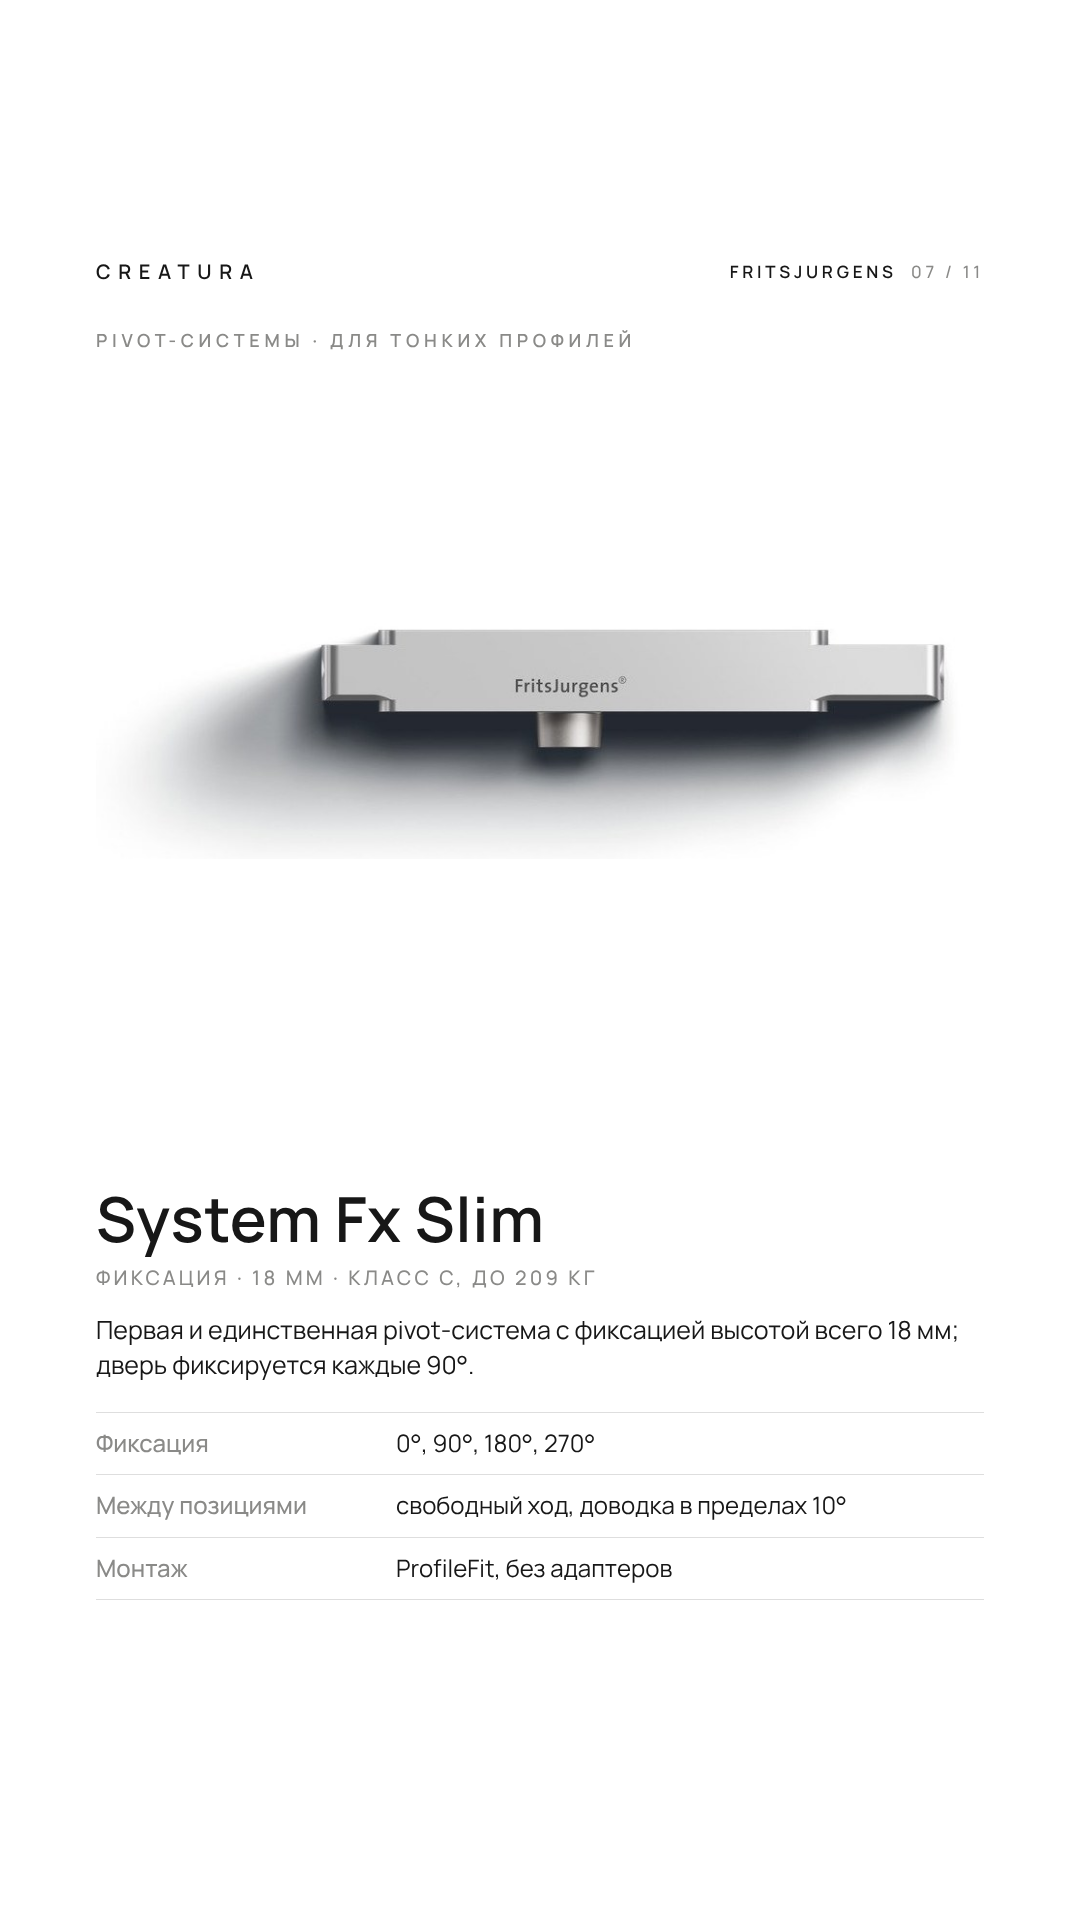 CREATURA
FRITSJURGENS 07 / 11
PIVOT-СИСТЕМЫ · ДЛЯ ТОНКИХ ПРОФИЛЕЙ
FritsJurgens®
System Fx Slim
ФИКСАЦИЯ · 18 ММ · КЛАСС C, ДО 209 КГ
Первая и единственная pivot-система с фиксацией высотой всего 18 мм;
дверь фиксируется каждые 90°.
Фиксация 0°, 90°, 180°, 270°
Между позициями свободный ход, доводка в пределах 10°
Монтаж ProfileFit, без адаптеров